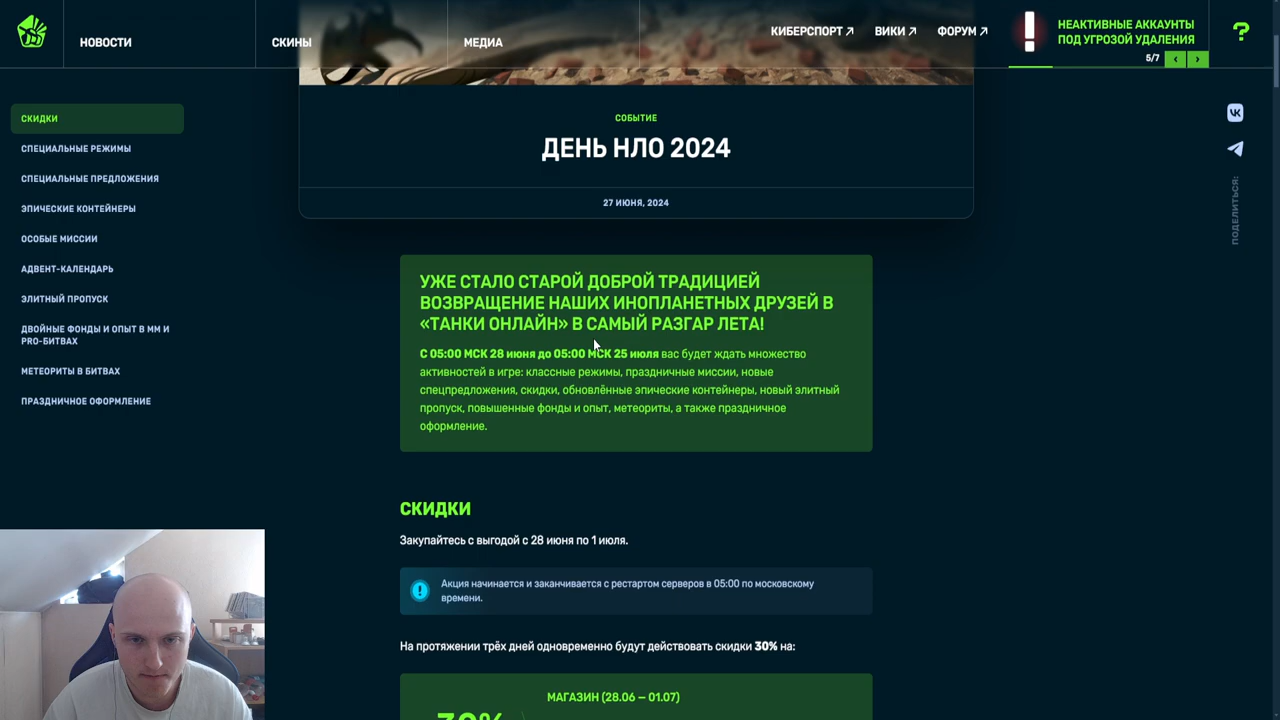 НОВОСТИ
СКИНЫ
МЕДИА
КИБЕРСПОРТ
ВИКИ
ФОРУМ
НЕАКТИВНЫЕ АККАУНТЫ
ПОД УГРОЗОЙ УДАЛЕНИЯ
5/7
СКИДКИ
СПЕЦИАЛЬНЫЕ РЕЖИМЫ
СПЕЦИАЛЬНЫЕ ПРЕДЛОЖЕНИЯ
ЭПИЧЕСКИЕ КОНТЕЙНЕРЫ
ОСОБЫЕ МИССИИ
АДВЕНТ-КАЛЕНДАРЬ
ЭЛИТНЫЙ ПРОПУСК
ДВОЙНЫЕ ФОНДЫ И ОПЫТ В ММ И
PRO-БИТВАХ
МЕТЕОРИТЫ В БИТВАХ
ПРАЗДНИЧНОЕ ОФОРМЛЕНИЕ
СОБЫТИЕ
ДЕНЬ НЛО 2024
27 ИЮНЯ, 2024
ПОДЕЛИТЬСЯ:
УЖЕ СТАЛО СТАРОЙ ДОБРОЙ ТРАДИЦИЕЙ
ВОЗВРАЩЕНИЕ НАШИХ ИНОПЛАНЕТНЫХ ДРУЗЕЙ В
«ТАНКИ ОНЛАЙН» В САМЫЙ РАЗГАР ЛЕТА!
С 05:00 МСК 28 июня до 05:00 МСК 25 июля вас будет ждать множество
активностей в игре: классные режимы, праздничные миссии, новые
спецпредложения, скидки, обновлённые эпические контейнеры, новый элитный
пропуск, повышенные фонды и опыт, метеориты, а также праздничное
оформление.
СКИДКИ
Закупайтесь с выгодой с 28 июня по 1 июля.
Акция начинается и заканчивается с рестартом серверов в 05:00 по московскому
времени.
На протяжении трёх дней одновременно будут действовать скидки 30% на:
МАГАЗИН (28.06 – 01.07)
30%